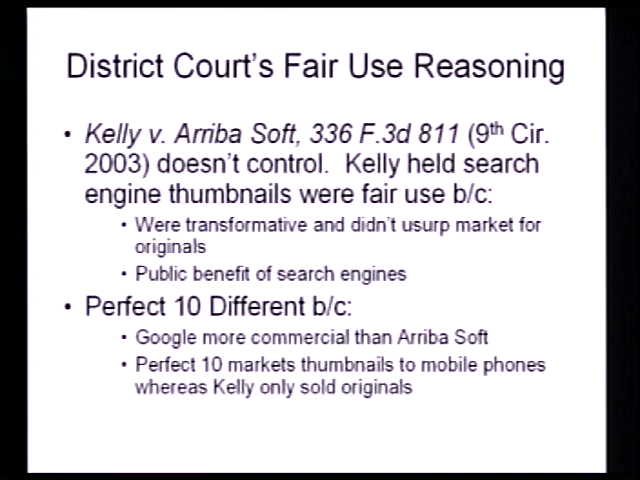 District Court's Fair Use Reasoning
• Kelly v. Arriba Soft, 336 F.3d 811 (9th Cir.
2003) doesn't control. Kelly held search
engine thumbnails were fair use b/c:
• Were transformative and didn't usurp market for
originals
• Public benefit of search engines
• Perfect 10 Different b/c:
• Google more commercial than Arriba Soft
• Perfect 10 markets thumbnails to mobile phones
whereas Kelly only sold originals